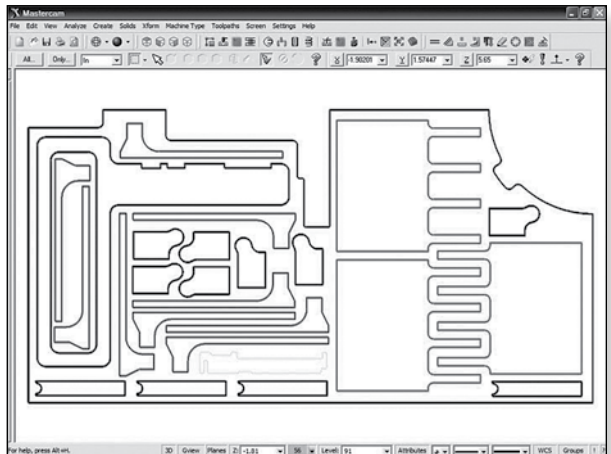 Mastercam
File Edit View Analyze Create Solids Xform Machine Type Toolpaths Screen Settings Help
All... Only... In X -1.90201 Y 1.57447 Z 5.65
For help, press Alt+H. 3D Gview Planes Z: -1.01 56 Level: 91 Attributes WCS Groups ?